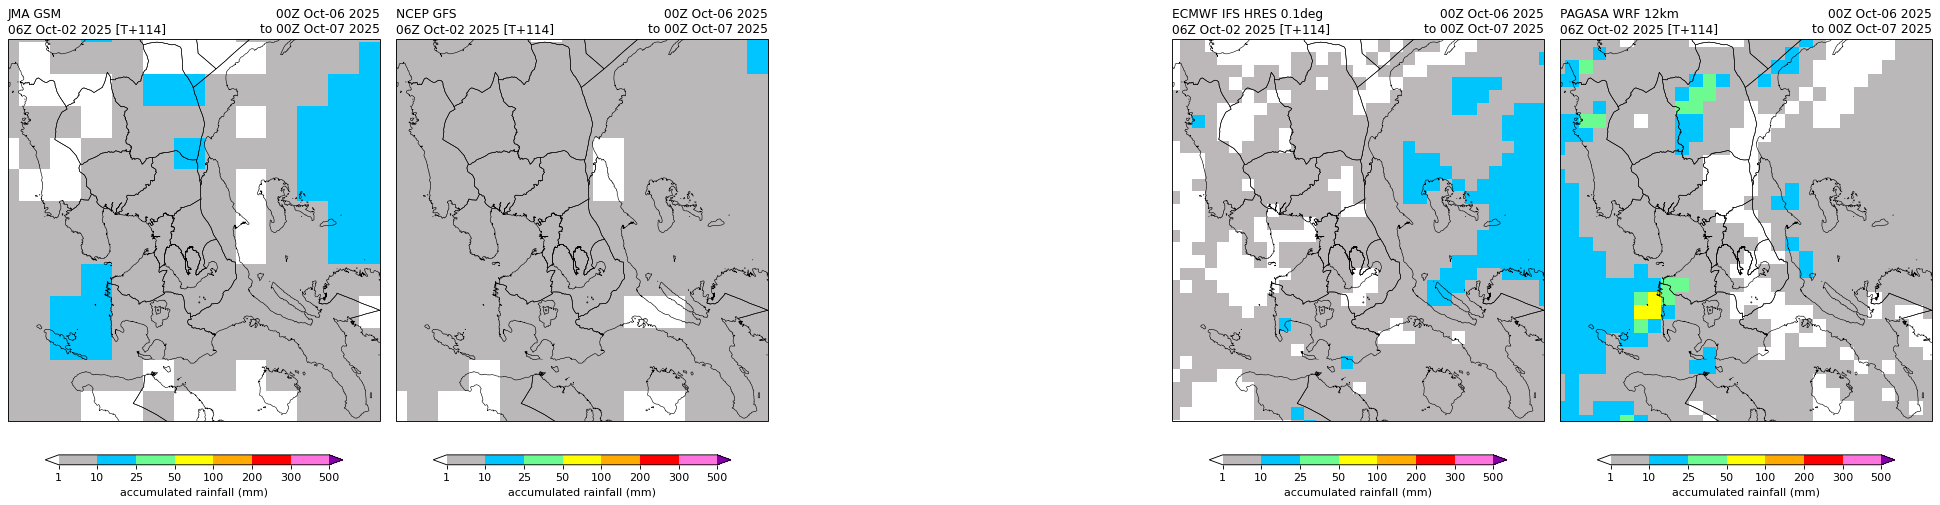 JMA GSM 00Z Oct-06 2025
06Z Oct-02 2025 [T+114] to 00Z Oct-07 2025
NCEP GFS 00Z Oct-06 2025
06Z Oct-02 2025 [T+114] to 00Z Oct-07 2025
ECMWF IFS HRES 0.1deg 00Z Oct-06 2025
06Z Oct-02 2025 [T+114] to 00Z Oct-07 2025
PAGASA WRF 12km 00Z Oct-06 2025
06Z Oct-02 2025 [T+114] to 00Z Oct-07 2025
1 10 25 50 100 200 300 500
accumulated rainfall (mm)
1 10 25 50 100 200 300 500
accumulated rainfall (mm)
1 10 25 50 100 200 300 500
accumulated rainfall (mm)
1 10 25 50 100 200 300 500
accumulated rainfall (mm)